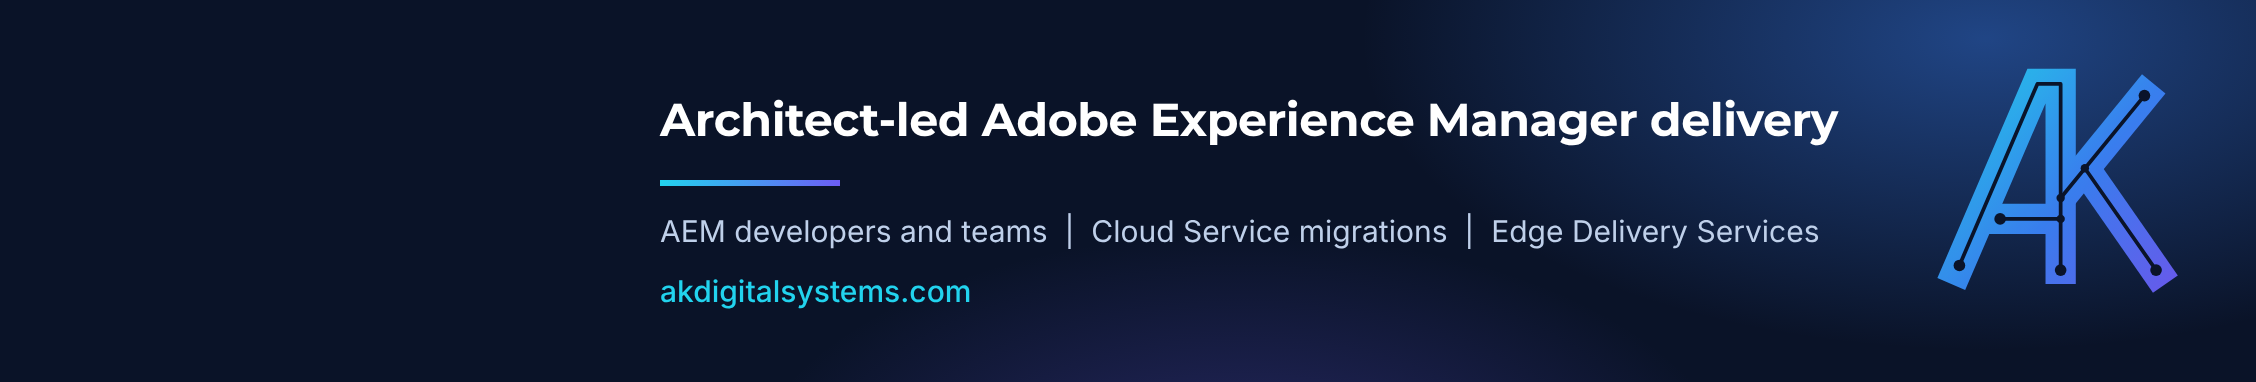 Architect-led Adobe Experience Manager delivery
AEM developers and teams | Cloud Service migrations | Edge Delivery Services
akdigitalsystems.com
AK